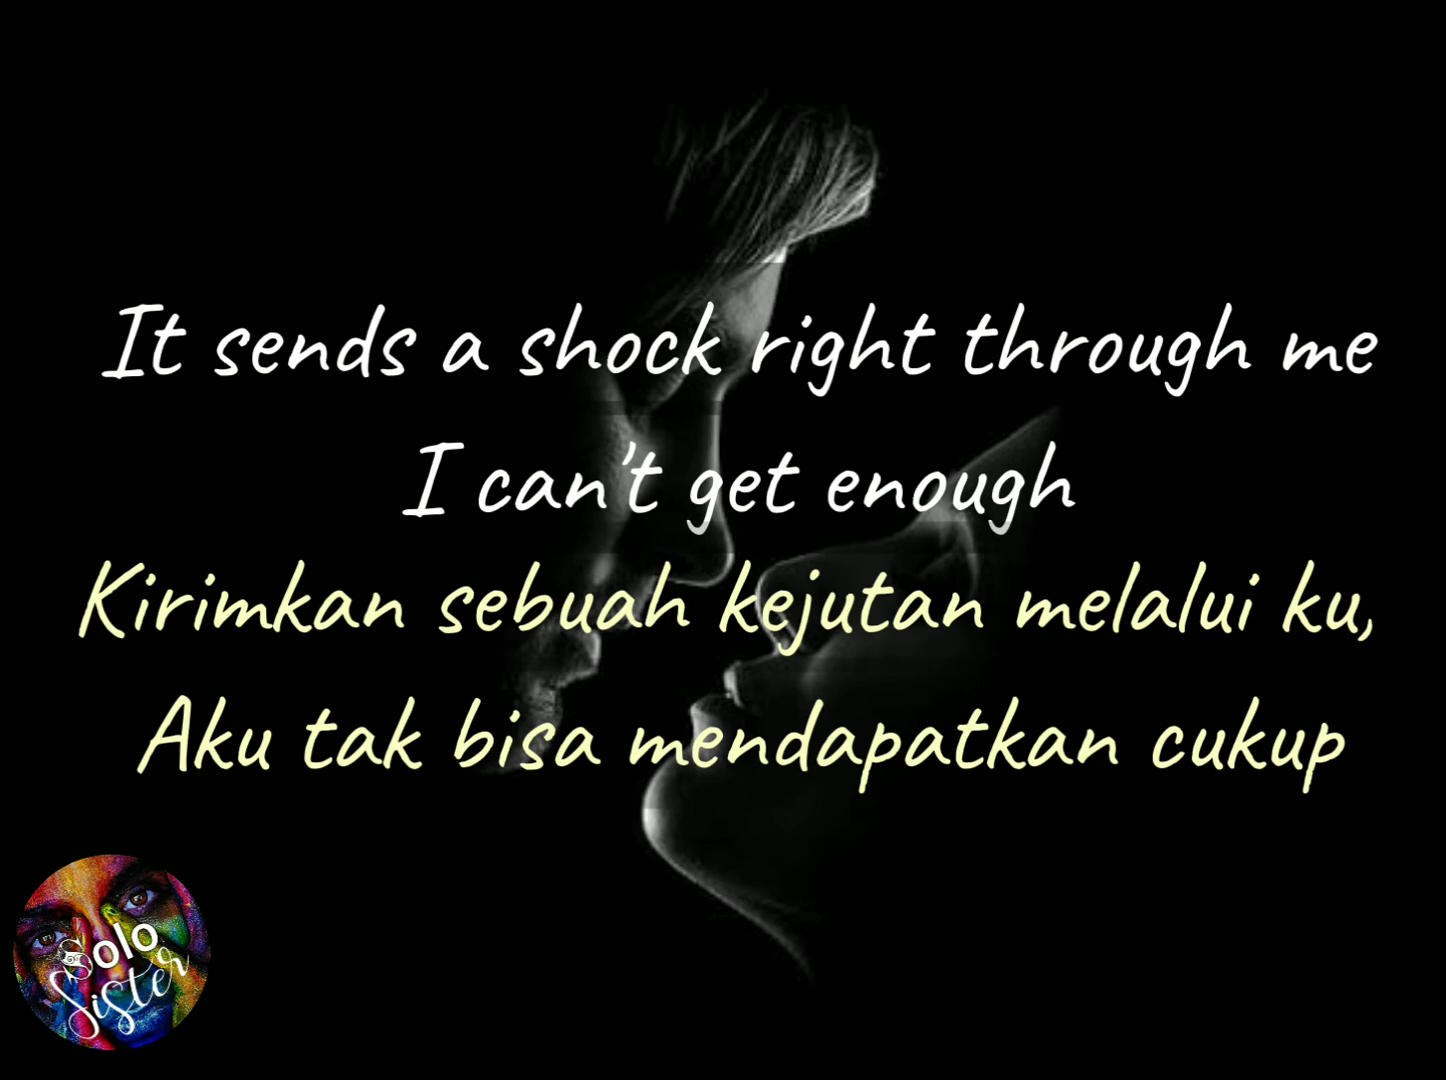 It sends a shock right through me
I can't get enough
Kirimkan sebuah kejutan melalui ku,
Aku tak bisa mendapatkan cukup
Solo
Sister